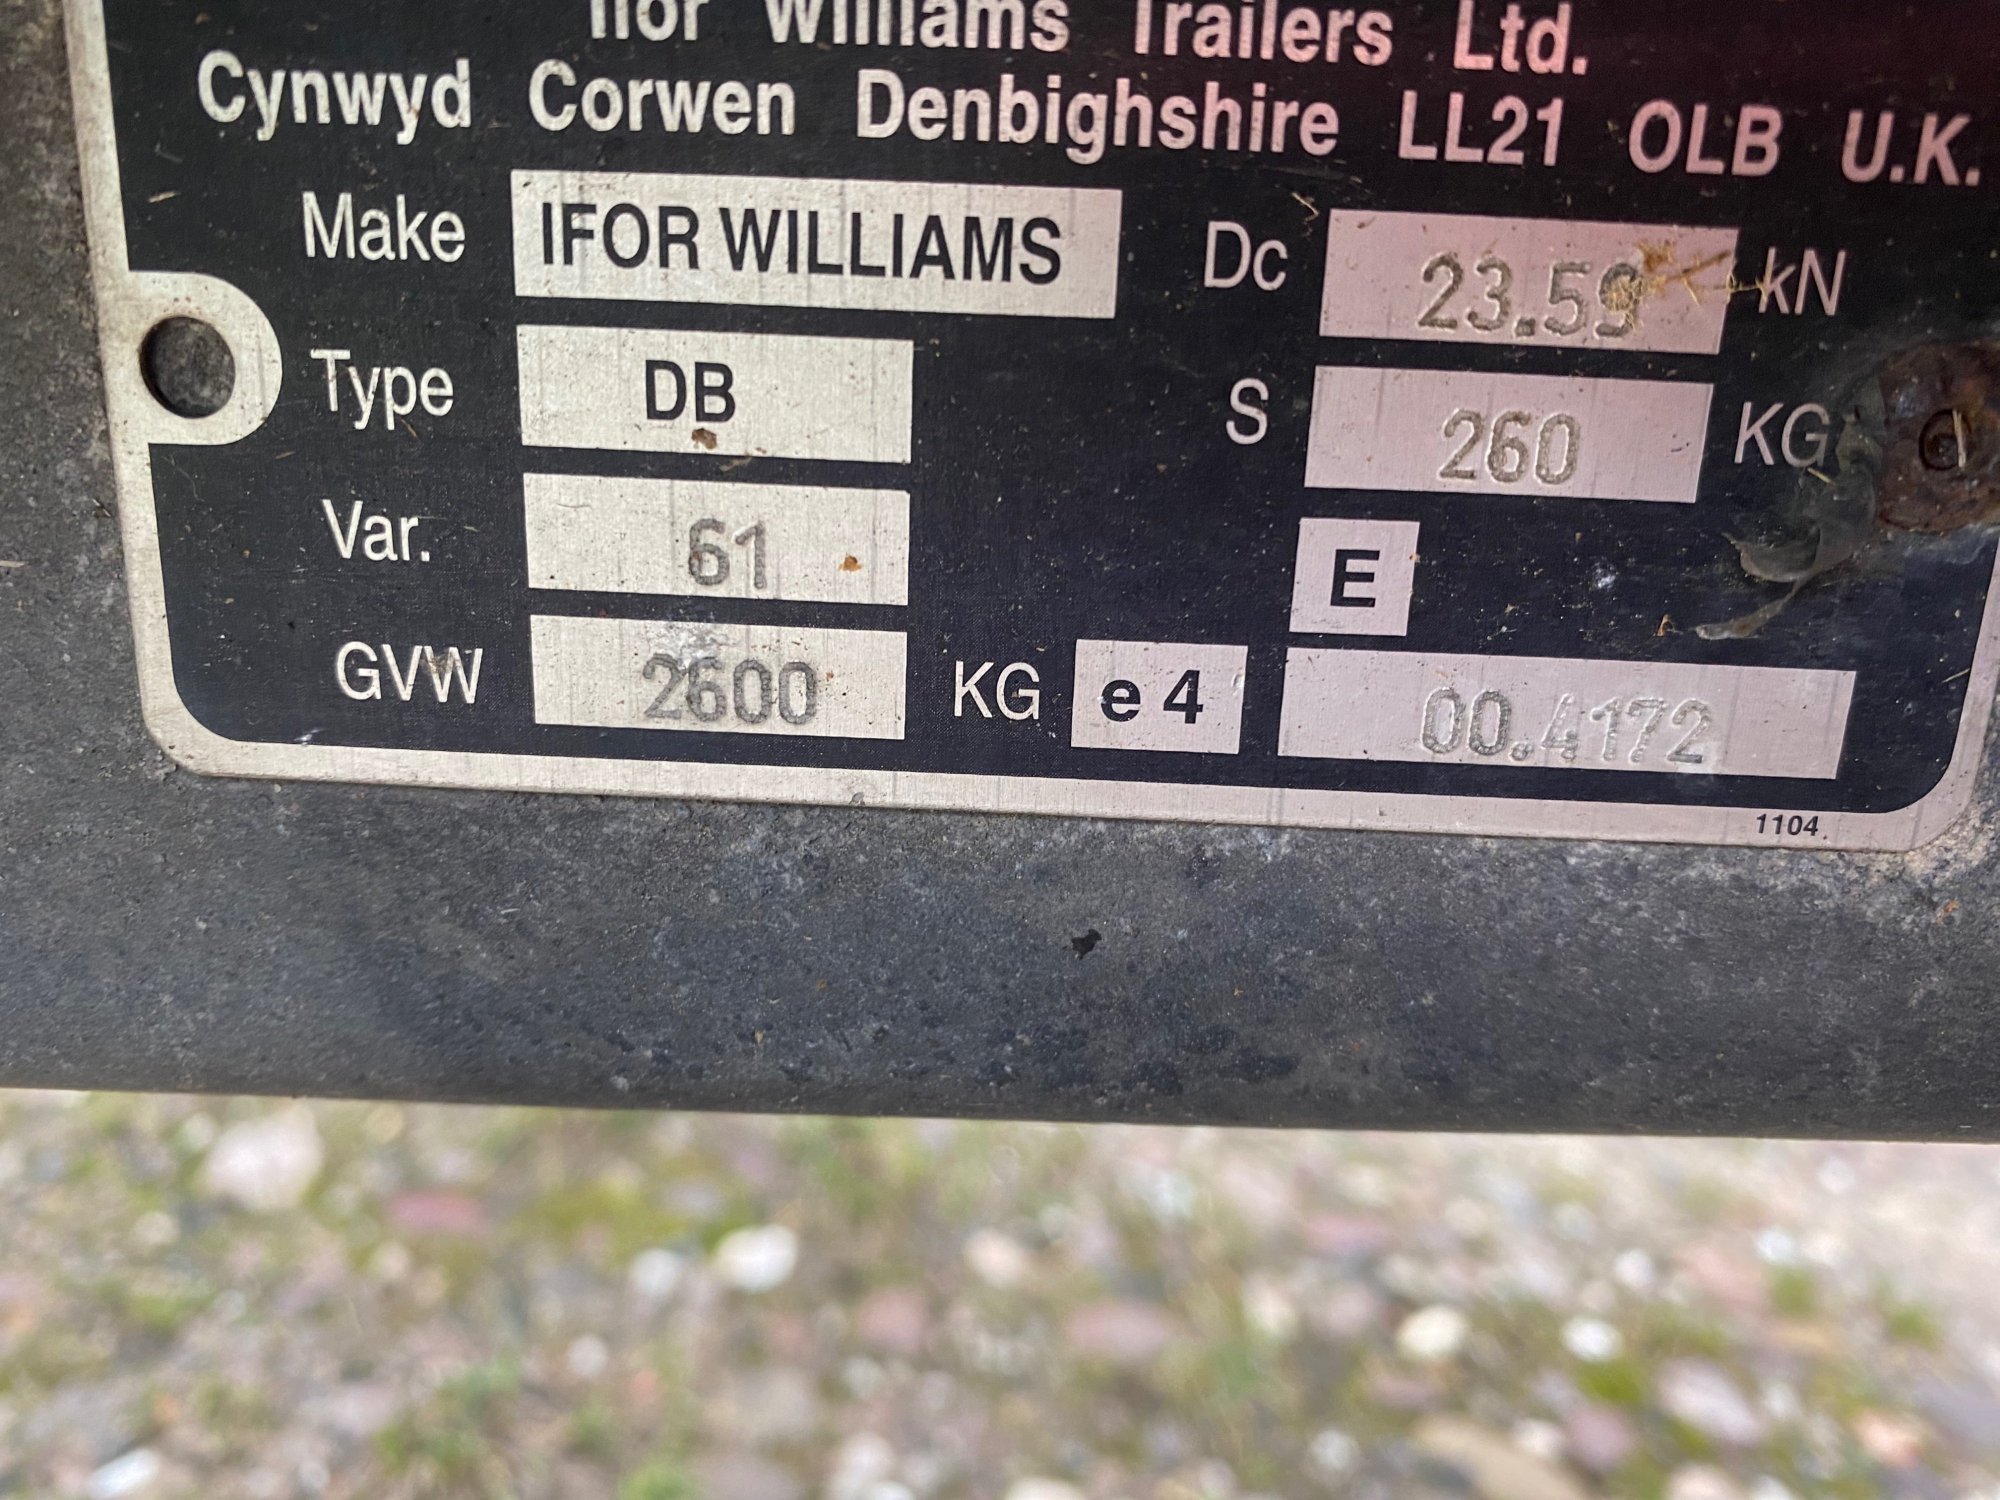 Ifor Williams Trailers Ltd.
Cynwyd Corwen Denbighshire LL21 OLB U.K.
Make IFOR WILLIAMS Dc 23.59 kN
Type DB S 260 KG
Var. 61 E
GVW 2600 KG e4 00.4172
1104